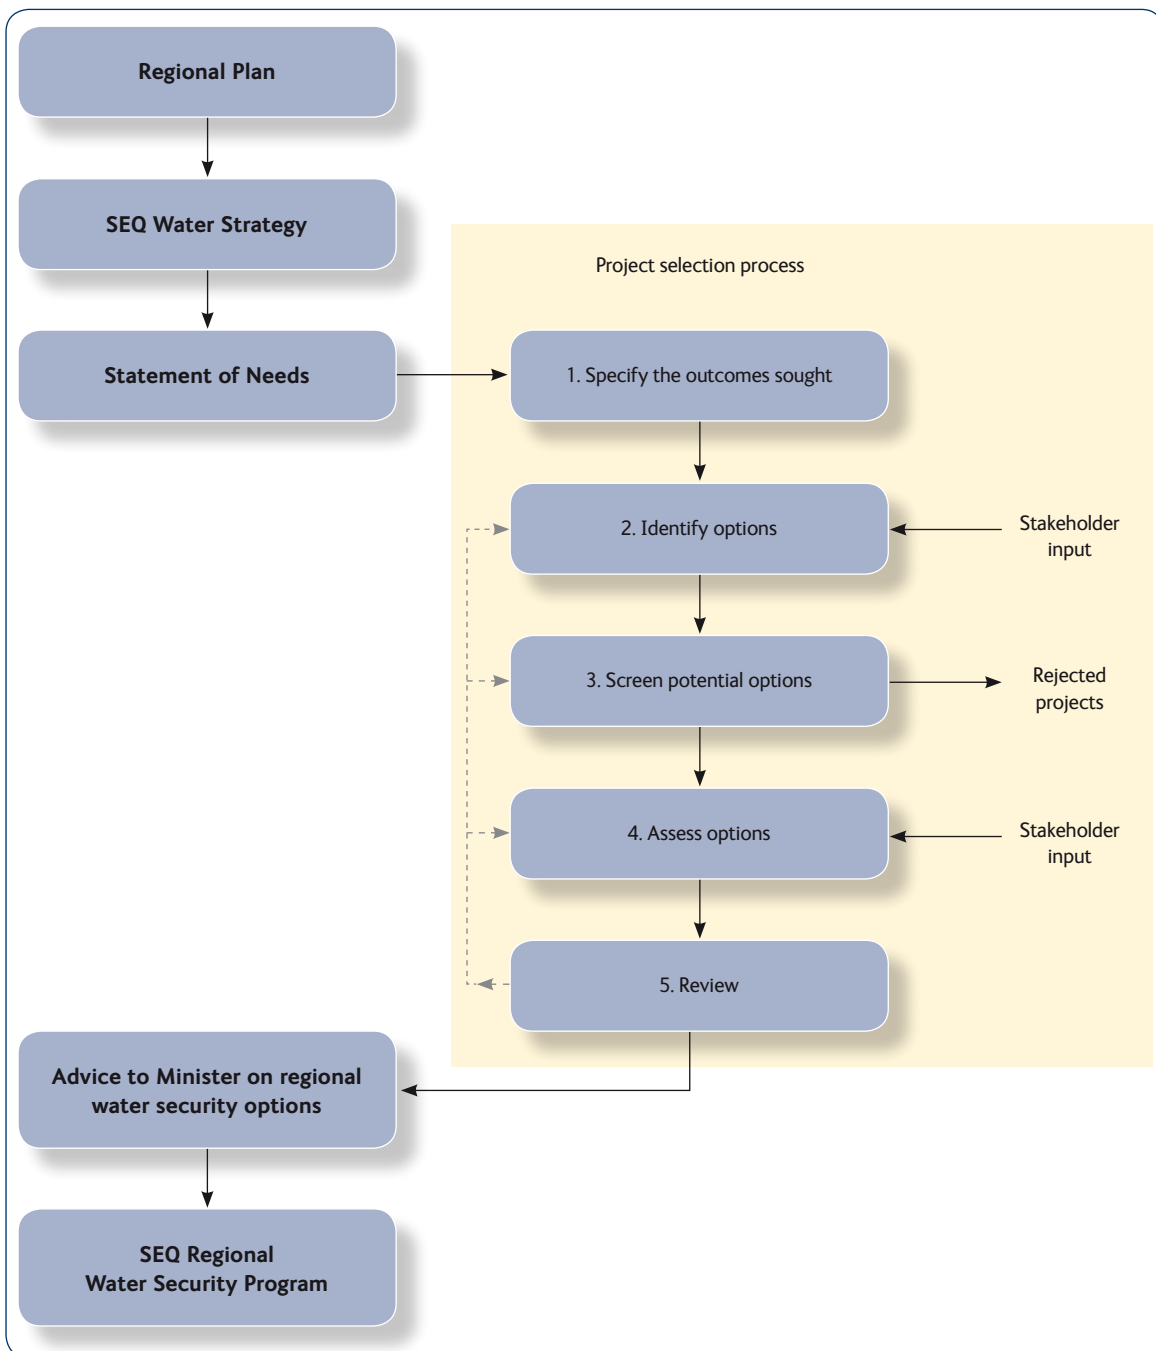 Regional Plan
SEQ Water Strategy
Statement of Needs
Project selection process
1. Specify the outcomes sought
2. Identify options
Stakeholder
input
3. Screen potential options
Rejected
projects
4. Assess options
Stakeholder
input
5. Review
Advice to Minister on regional
water security options
SEQ Regional
Water Security Program